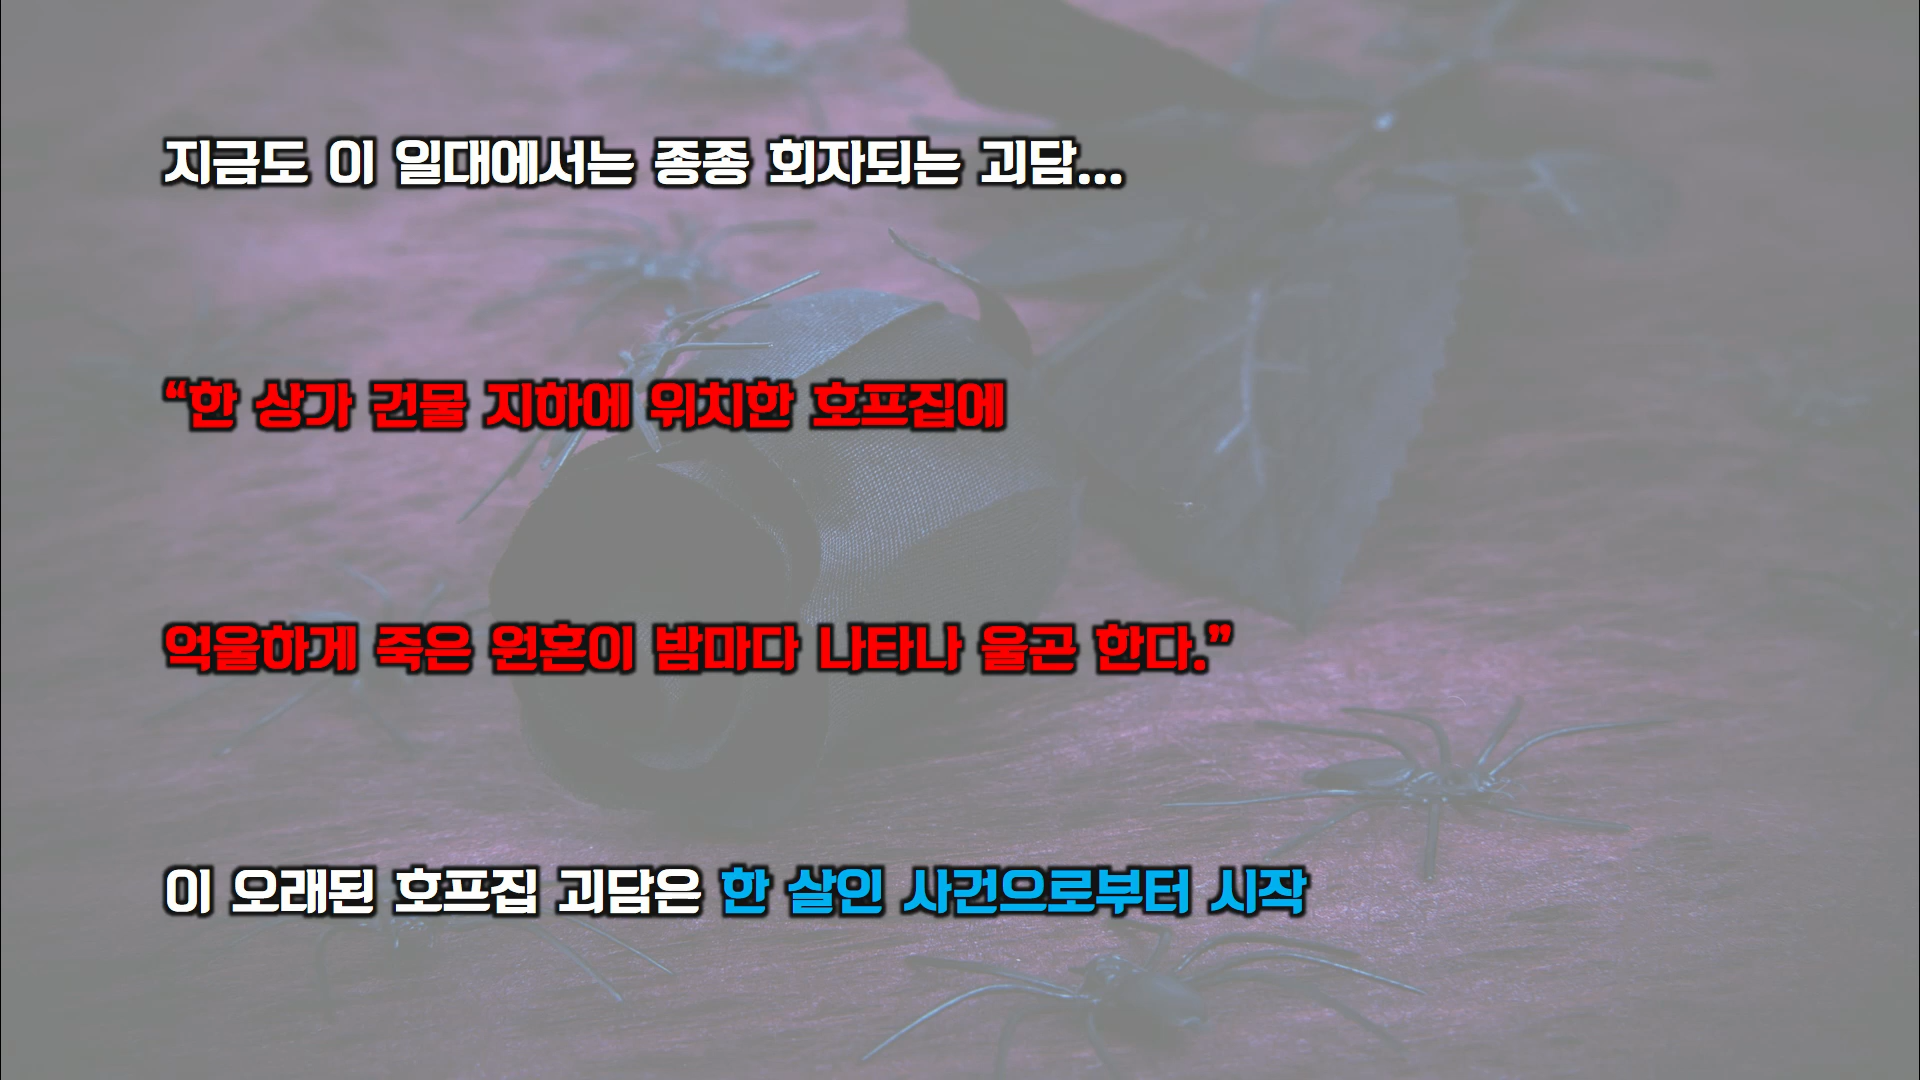 지금도 이 일대에서는 종종 회자되는 괴담...
“한 상가 건물 지하에 위치한 호프집에
억울하게 죽은 원혼이 밤마다 나타나 울곤 한다.”
이 오래된 호프집 괴담은 한 살인 사건으로부터 시작